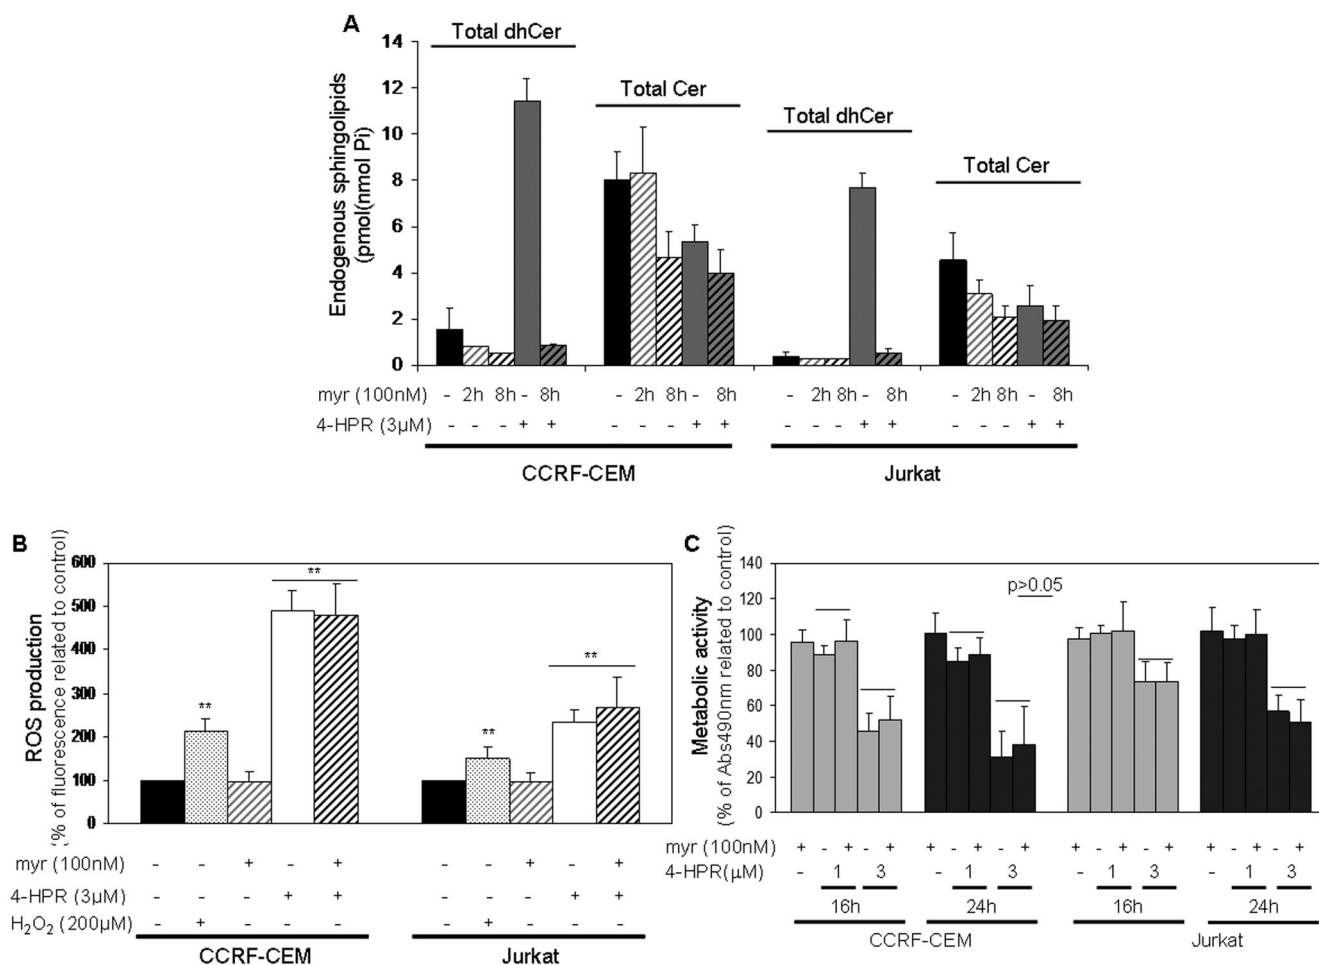 A
Total dhCer
Total Cer
Total dhCer
Total Cer
Endogenous sphingolipids
(pmol(nmol Pi)
14
12
10
8
6
4
2
0
myr (100nM) - 2h 8h - 8h - 2h 8h - 8h - 2h 8h - 8h - 2h 8h - 8h
4-HPR (3µM) - - - + + - - - + + - - - + + - - - + +
CCRF-CEM Jurkat
B
ROS production
(% of fluorescence related to control)
600
500
400
300
200
100
0
** ** ** **
myr (100nM) - - + - + - - + - +
4-HPR (3µM) - - - + + - - - + +
H₂O₂ (200µM) - + - - - - + - - -
CCRF-CEM Jurkat
C
Metabolic activity
(% of Abs490nm related to control)
140
120
100
80
60
40
20
0
p>0.05
myr (100nM) + - + - + + - + - + + - + - + + - + - +
4-HPR(µM) - 1 3 - 1 3 - 1 3 - 1 3
16h 24h 16h 24h
CCRF-CEM Jurkat